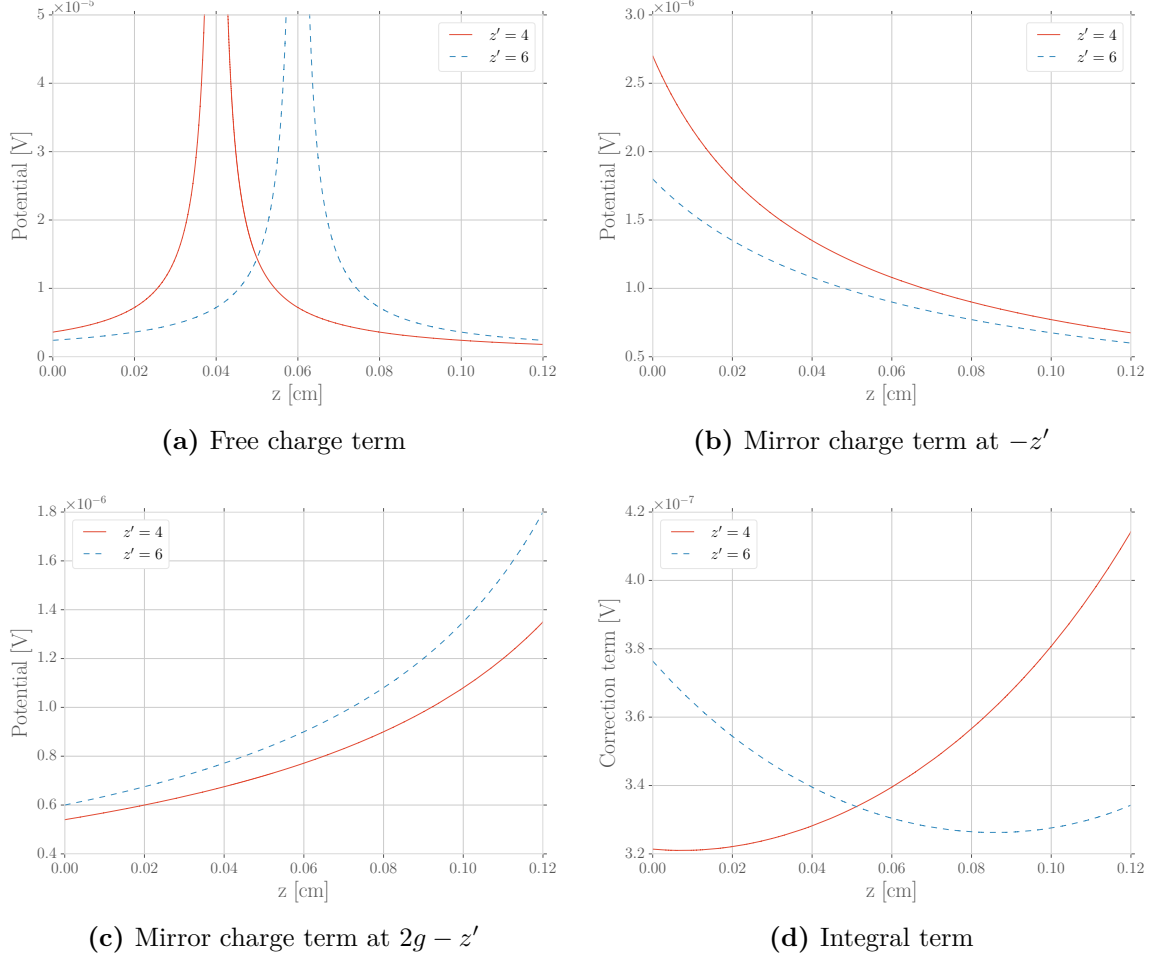 ×10⁻⁵
5
4
3
2
1
0
Potential [V]
z′ = 4
z′ = 6
0.00 0.02 0.04 0.06 0.08 0.10 0.12
z [cm]
(a) Free charge term
×10⁻⁶
3.0
2.5
2.0
1.5
1.0
0.5
Potential [V]
z′ = 4
z′ = 6
0.00 0.02 0.04 0.06 0.08 0.10 0.12
z [cm]
(b) Mirror charge term at −z′
×10⁻⁶
1.8
1.6
1.4
1.2
1.0
0.8
0.6
0.4
Potential [V]
z′ = 4
z′ = 6
0.00 0.02 0.04 0.06 0.08 0.10 0.12
z [cm]
(c) Mirror charge term at 2g − z′
×10⁻⁷
4.2
4.0
3.8
3.6
3.4
3.2
Correction term [V]
z′ = 4
z′ = 6
0.00 0.02 0.04 0.06 0.08 0.10 0.12
z [cm]
(d) Integral term